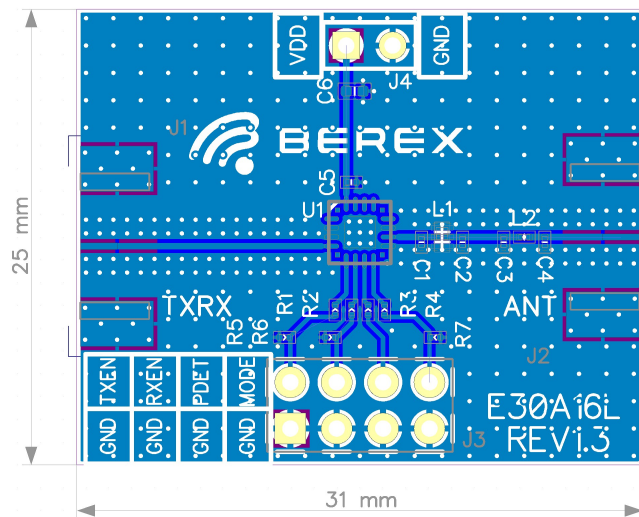 VDD
GND
C6
J4
J1
BEREX
C5
U1
L1
L2
C1
C2
C3
C4
25 mm
TXRX
R1
R2
R3
R4
ANT
R5
R6
R7
J2
TXEN
RXEN
PDET
MODE
GND
GND
GND
GND
J3
E30A16L
REV1.3
31 mm